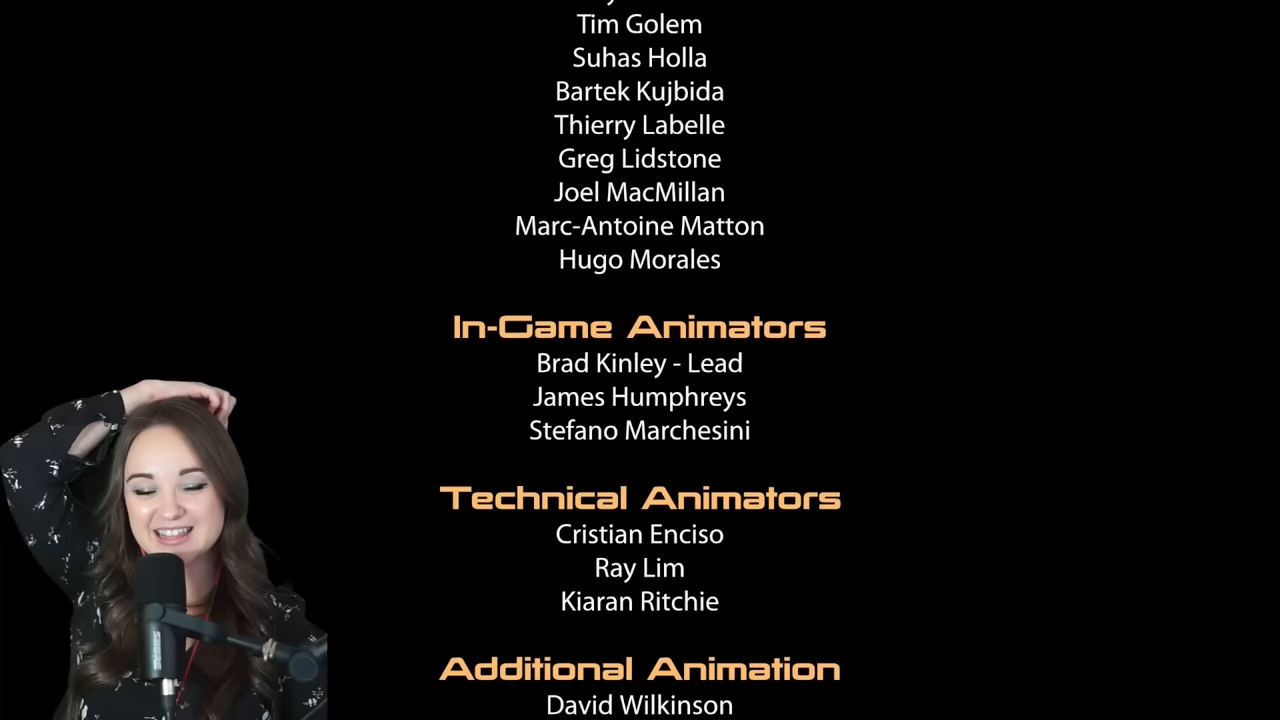 Tim Golem
Suhas Holla
Bartek Kujbida
Thierry Labelle
Greg Lidstone
Joel MacMillan
Marc-Antoine Matton
Hugo Morales
In-Game Animators
Brad Kinley - Lead
James Humphreys
Stefano Marchesini
Technical Animators
Cristian Enciso
Ray Lim
Kiaran Ritchie
Additional Animation
David Wilkinson
SHURE